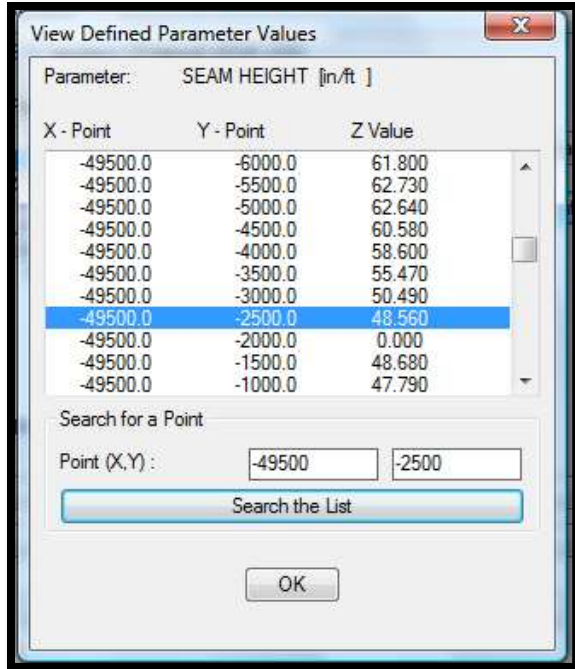 View Defined Parameter Values
Parameter: SEAM HEIGHT [in/ft ]
X - Point Y - Point Z Value
-49500.0 -6000.0 61.800
-49500.0 -5500.0 62.730
-49500.0 -5000.0 62.640
-49500.0 -4500.0 60.580
-49500.0 -4000.0 58.600
-49500.0 -3500.0 55.470
-49500.0 -3000.0 50.490
-49500.0 -2500.0 48.560
-49500.0 -2000.0 0.000
-49500.0 -1500.0 48.680
-49500.0 -1000.0 47.790
Search for a Point
Point (X,Y) : -49500 -2500
Search the List
OK